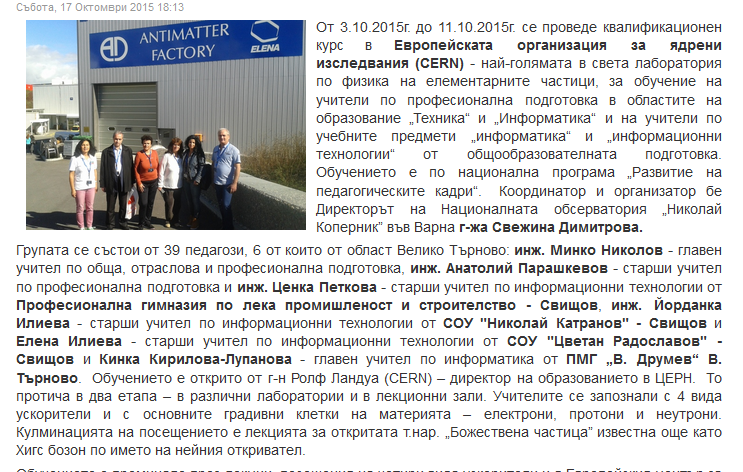 Събота, 17 Октомври 2015 18:13
AD
ANTIMATTER
FACTORY
ELENA
От 3.10.2015г. до 11.10.2015г. се проведе квалификационен
курс в Европейската организация за ядрени
изследвания (CERN) - най-голямата в света лаборатория
по физика на елементарните частици, за обучение на
учители по професионална подготовка в областите на
образование „Техника“ и „Информатика“ и на учители по
учебните предмети „информатика“ и „информационни
технологии“ от общообразователната подготовка.
Обучението е по национална програма „Развитие на
педагогическите кадри“. Координатор и организатор бе
Директорът на Националната обсерватория „Николай
Коперник“ във Варна г-жа Свежина Димитрова.
Групата се състои от 39 педагози, 6 от които от област Велико Търново: инж. Минко Николов - главен
учител по обща, отраслова и професионална подготовка, инж. Анатолий Парашкевов - старши учител
по професионална подготовка и инж. Ценка Петкова - старши учител по информационни технологии от
Професионална гимназия по лека промишленост и строителство - Свищов, инж. Йорданка
Илиева - старши учител по информационни технологии от СОУ "Николай Катранов" - Свищов и
Елена Илиева - старши учител по информационни технологии от СОУ "Цветан Радославов" -
Свищов и Кинка Кирилова-Лупанова - главен учител по информатика от ПМГ „В. Друмев“ В.
Търново. Обучението е открито от г-н Ролф Ландуа (CERN) – директор на образованието в ЦЕРН. То
протича в два етапа – в различни лаборатории и в лекционни зали. Учителите се запознали с 4 вида
ускорители и с основните градивни клетки на материята – електрони, протони и неутрони.
Кулминацията на посещението е лекцията за откритата т.нар. „Божествена частица“ известна още като
Хигс бозон по името на нейния откривател.